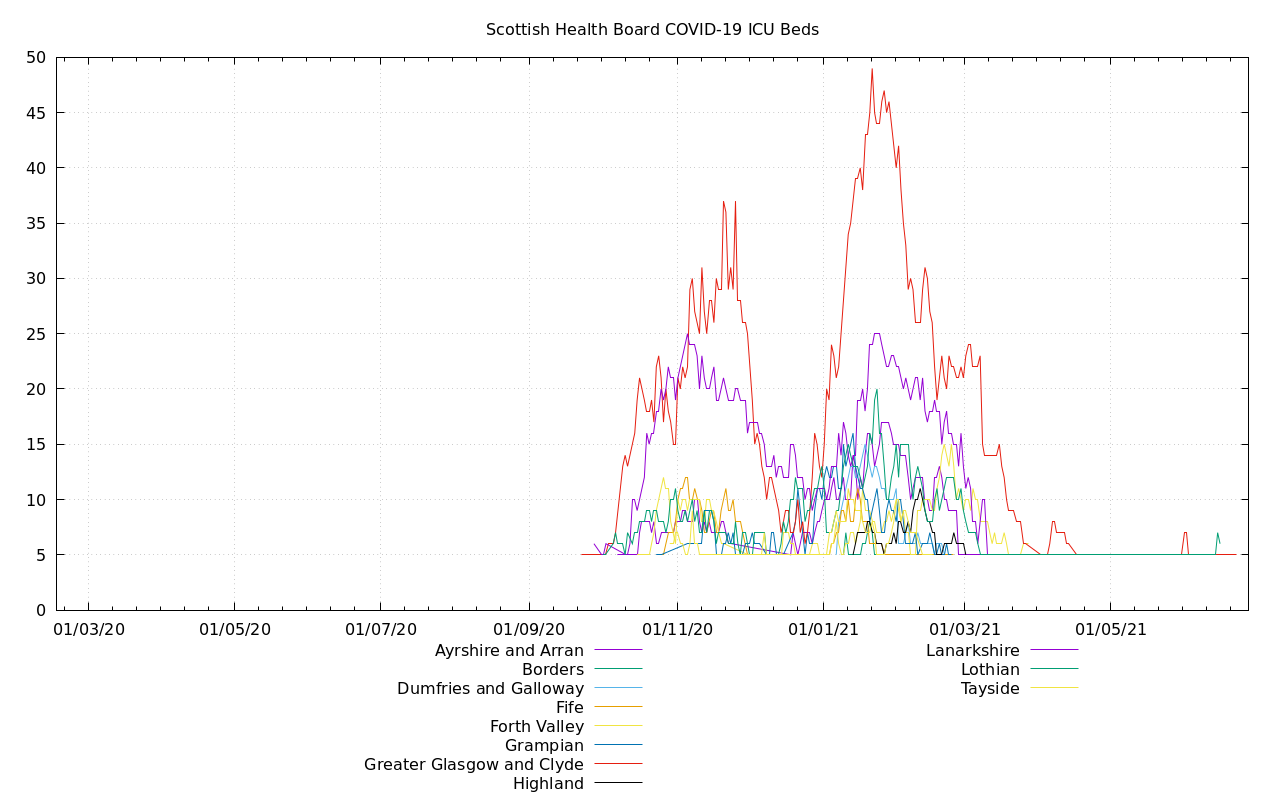 Scottish Health Board COVID-19 ICU Beds
50
45
40
35
30
25
20
15
10
5
0
01/03/20 01/05/20 01/07/20 01/09/20 01/11/20 01/01/21 01/03/21 01/05/21
Ayrshire and Arran
Borders
Dumfries and Galloway
Fife
Forth Valley
Grampian
Greater Glasgow and Clyde
Highland
Lanarkshire
Lothian
Tayside